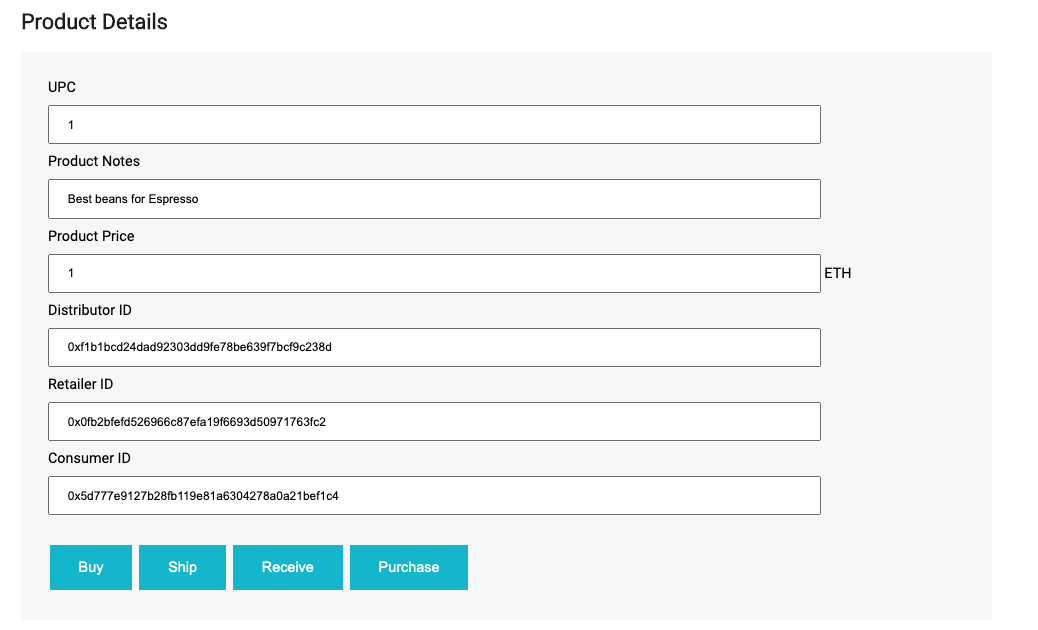 Product Details
UPC
1
Product Notes
Best beans for Espresso
Product Price
1 ETH
Distributor ID
0xf1b1bcd24dad92303dd9fe78be639f7bcf9c238d
Retailer ID
0x0fb2bfefd526966c87efa19f6693d50971763fc2
Consumer ID
0x5d777e9127b28fb119e81a6304278a0a21bef1c4
Buy Ship Receive Purchase